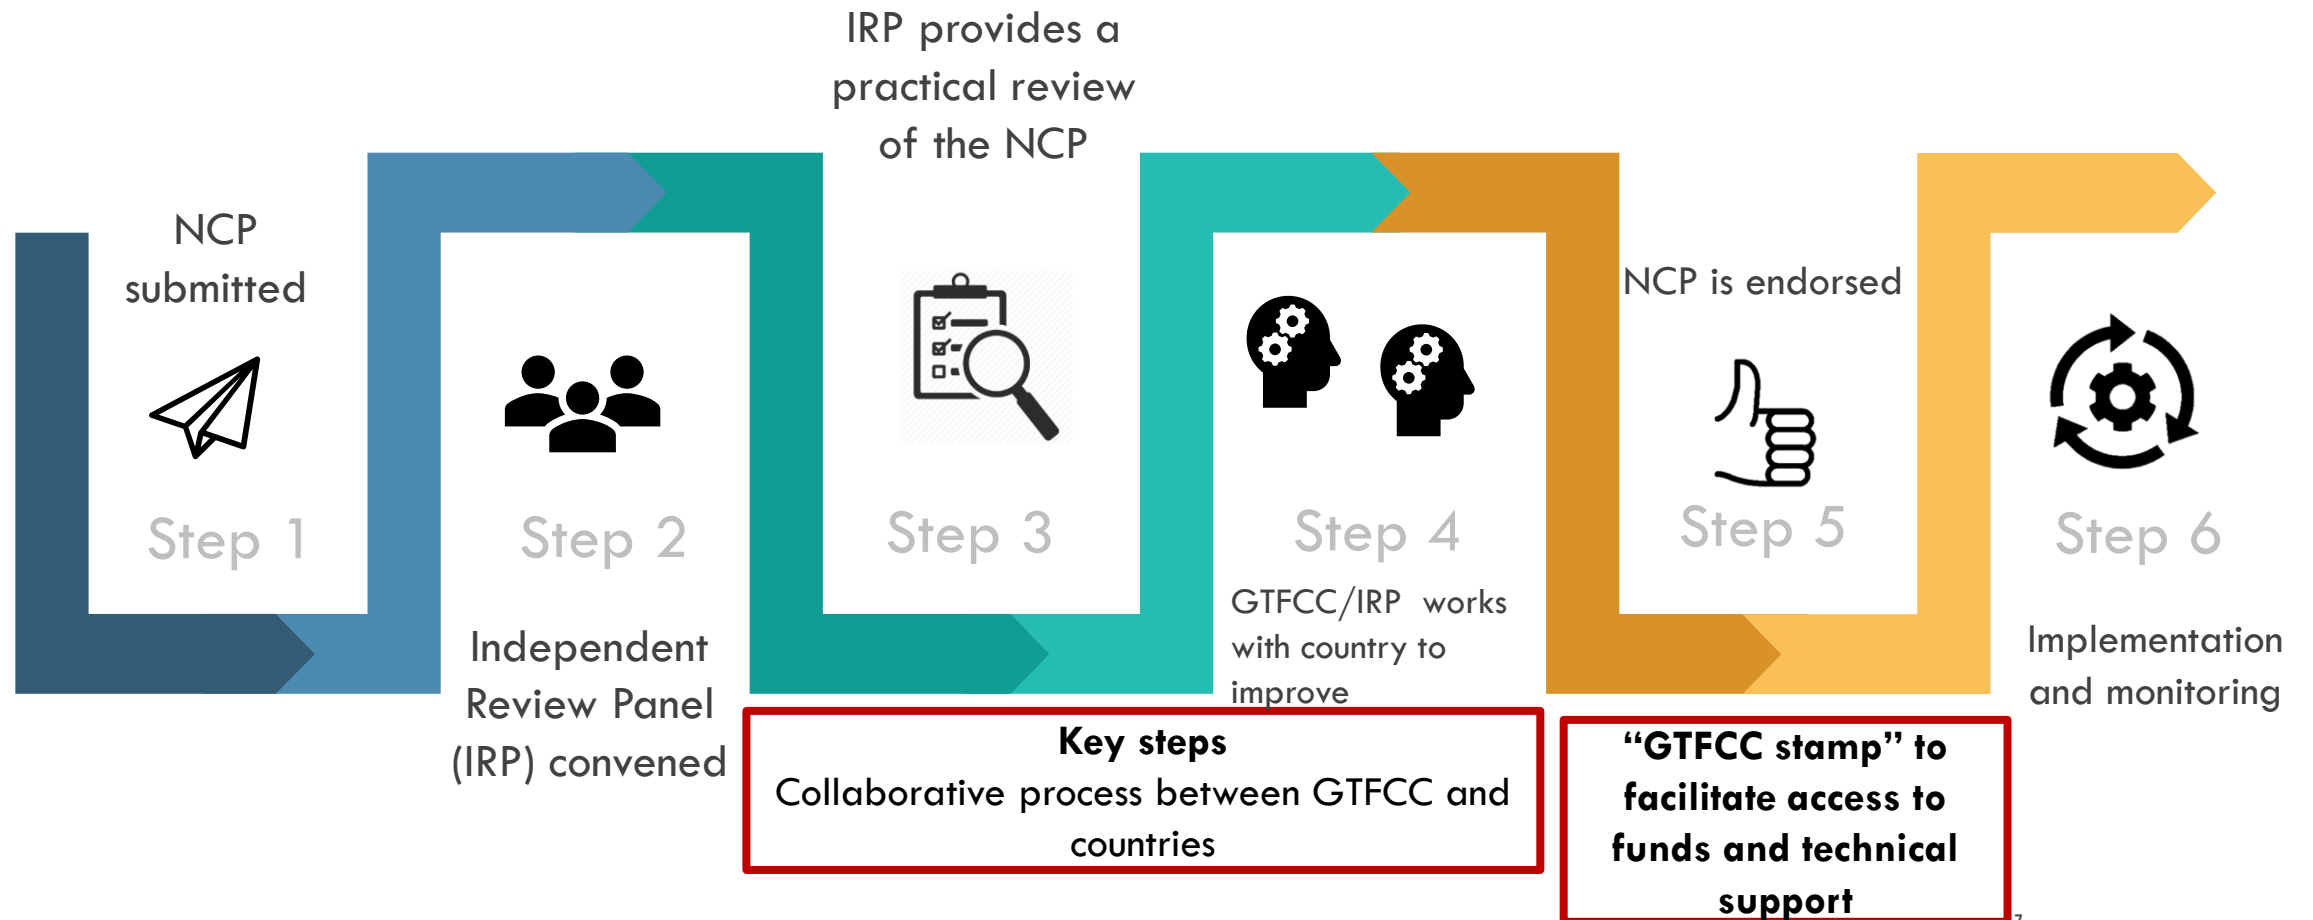 NCP
submitted
Step 1
Step 2
Independent
Review Panel
(IRP) convened
IRP provides a
practical review
of the NCP
Step 3
Step 4
GTFCC/IRP works
with country to
improve
Key steps
Collaborative process between GTFCC and
countries
NCP is endorsed
Step 5
“GTFCC stamp” to
facilitate access to
funds and technical
support
Step 6
Implementation
and monitoring